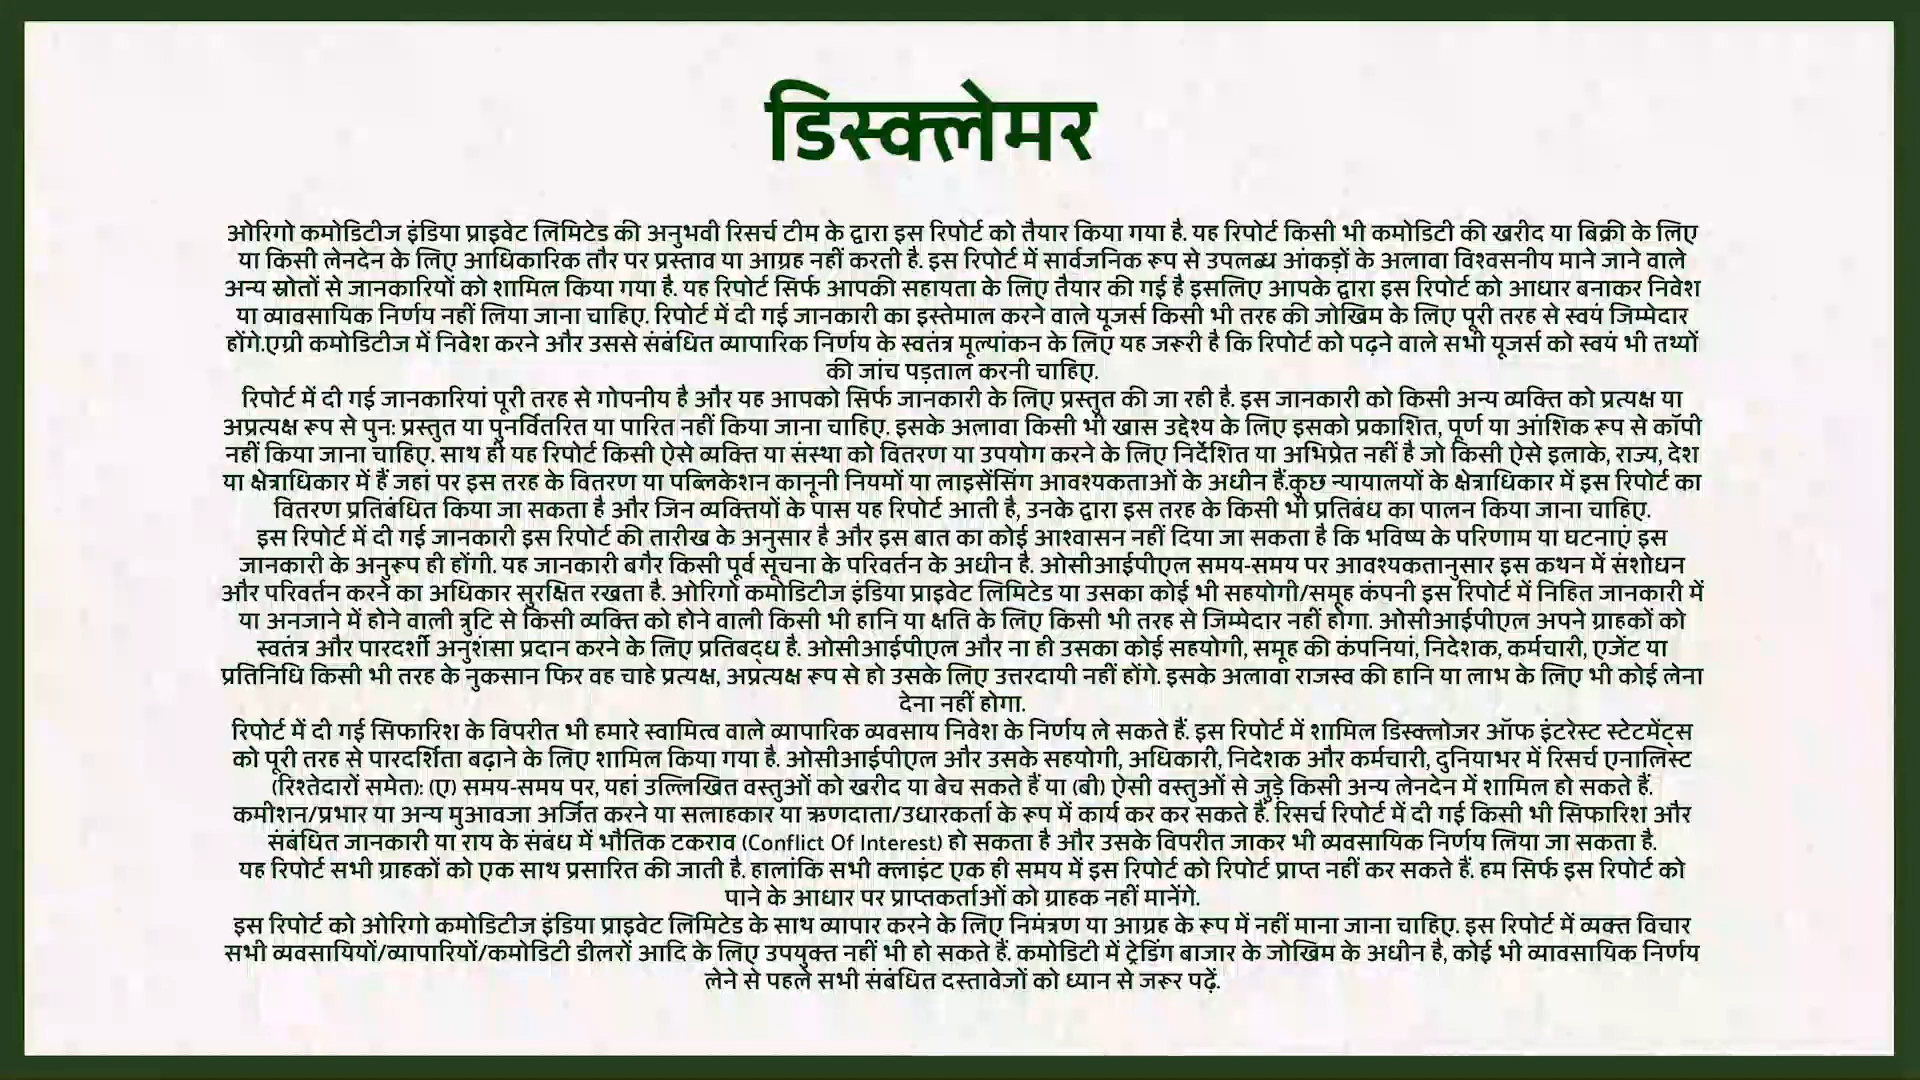 डिस्क्लेमर
ओरिगो कमोडिटीज इंडिया प्राइवेट लिमिटेड की अनुभवी रिसर्च टीम के द्वारा इस रिपोर्ट को तैयार किया गया है. यह रिपोर्ट किसी भी कमोडिटी की खरीद या बिक्री के लिए
या किसी लेनदेन के लिए आधिकारिक तौर पर प्रस्ताव या आग्रह नहीं करती है. इस रिपोर्ट में सार्वजनिक रूप से उपलब्ध आंकड़ों के अलावा विश्वसनीय माने जाने वाले
अन्य स्रोतों से जानकारियों को शामिल किया गया है. यह रिपोर्ट सिर्फ आपकी सहायता के लिए तैयार की गई है इसलिए आपके द्वारा इस रिपोर्ट को आधार बनाकर निवेश
या व्यावसायिक निर्णय नहीं लिया जाना चाहिए. रिपोर्ट में दी गई जानकारी का इस्तेमाल करने वाले यूजर्स किसी भी तरह की जोखिम के लिए पूरी तरह से स्वयं जिम्मेदार
होंगे.एग्री कमोडिटीज में निवेश करने और उससे संबंधित व्यापारिक निर्णय के स्वतंत्र मूल्यांकन के लिए यह जरूरी है कि रिपोर्ट को पढ़ने वाले सभी यूजर्स को स्वयं भी तथ्यों
की जांच पड़ताल करनी चाहिए.
रिपोर्ट में दी गई जानकारियां पूरी तरह से गोपनीय है और यह आपको सिर्फ जानकारी के लिए प्रस्तुत की जा रही है. इस जानकारी को किसी अन्य व्यक्ति को प्रत्यक्ष या
अप्रत्यक्ष रूप से पुन: प्रस्तुत या पुनर्वितरित या पारित नहीं किया जाना चाहिए. इसके अलावा किसी भी खास उद्देश्य के लिए इसको प्रकाशित, पूर्ण या आंशिक रूप से कॉपी
नहीं किया जाना चाहिए. साथ ही यह रिपोर्ट किसी ऐसे व्यक्ति या संस्था को वितरण या उपयोग करने के लिए निर्देशित या अभिप्रेत नहीं है जो किसी ऐसे इलाके, राज्य, देश
या क्षेत्राधिकार में हैं जहां पर इस तरह के वितरण या पब्लिकेशन कानूनी नियमों या लाइसेंसिंग आवश्यकताओं के अधीन हैं.कुछ न्यायालयों के क्षेत्राधिकार में इस रिपोर्ट का
वितरण प्रतिबंधित किया जा सकता है और जिन व्यक्तियों के पास यह रिपोर्ट आती है, उनके द्वारा इस तरह के किसी भी प्रतिबंध का पालन किया जाना चाहिए.
इस रिपोर्ट में दी गई जानकारी इस रिपोर्ट की तारीख के अनुसार है और इस बात का कोई आश्वासन नहीं दिया जा सकता है कि भविष्य के परिणाम या घटनाएं इस
जानकारी के अनुरूप ही होंगी. यह जानकारी बगैर किसी पूर्व सूचना के परिवर्तन के अधीन है. ओसीआईपीएल समय-समय पर आवश्यकतानुसार इस कथन में संशोधन
और परिवर्तन करने का अधिकार सुरक्षित रखता है. ओरिगो कमोडिटीज इंडिया प्राइवेट लिमिटेड या उसका कोई भी सहयोगी/समूह कंपनी इस रिपोर्ट में निहित जानकारी में
या अनजाने में होने वाली त्रुटि से किसी व्यक्ति को होने वाली किसी भी हानि या क्षति के लिए किसी भी तरह से जिम्मेदार नहीं होगा. ओसीआईपीएल अपने ग्राहकों को
स्वतंत्र और पारदर्शी अनुशंसा प्रदान करने के लिए प्रतिबद्ध है. ओसीआईपीएल और ना ही उसका कोई सहयोगी, समूह की कंपनियां, निदेशक, कर्मचारी, एजेंट या
प्रतिनिधि किसी भी तरह के नुकसान फिर वह चाहे प्रत्यक्ष, अप्रत्यक्ष रूप से हो उसके लिए उत्तरदायी नहीं होंगे. इसके अलावा राजस्व की हानि या लाभ के लिए भी कोई लेना
देना नहीं होगा.
रिपोर्ट में दी गई सिफारिश के विपरीत भी हमारे स्वामित्व वाले व्यापारिक व्यवसाय निवेश के निर्णय ले सकते हैं. इस रिपोर्ट में शामिल डिस्क्लोजर ऑफ इंटरेस्ट स्टेटमेंट्स
को पूरी तरह से पारदर्शिता बढ़ाने के लिए शामिल किया गया है. ओसीआईपीएल और उसके सहयोगी, अधिकारी, निदेशक और कर्मचारी, दुनियाभर में रिसर्च एनालिस्ट
(रिश्तेदारों समेत): (ए) समय-समय पर, यहां उल्लिखित वस्तुओं को खरीद या बेच सकते हैं या (बी) ऐसी वस्तुओं से जुड़े किसी अन्य लेनदेन में शामिल हो सकते हैं.
कमीशन/प्रभार या अन्य मुआवजा अर्जित करने या सलाहकार या ऋणदाता/उधारकर्ता के रूप में कार्य कर कर सकते हैं. रिसर्च रिपोर्ट में दी गई किसी भी सिफारिश और
संबंधित जानकारी या राय के संबंध में भौतिक टकराव (Conflict Of Interest) हो सकता है और उसके विपरीत जाकर भी व्यवसायिक निर्णय लिया जा सकता है.
यह रिपोर्ट सभी ग्राहकों को एक साथ प्रसारित की जाती है. हालांकि सभी क्लाइंट एक ही समय में इस रिपोर्ट को रिपोर्ट प्राप्त नहीं कर सकते हैं. हम सिर्फ इस रिपोर्ट को
पाने के आधार पर प्राप्तकर्ताओं को ग्राहक नहीं मानेंगे.
इस रिपोर्ट को ओरिगो कमोडिटीज इंडिया प्राइवेट लिमिटेड के साथ व्यापार करने के लिए निमंत्रण या आग्रह के रूप में नहीं माना जाना चाहिए. इस रिपोर्ट में व्यक्त विचार
सभी व्यवसायियों/व्यापारियों/कमोडिटी डीलरों आदि के लिए उपयुक्त नहीं भी हो सकते हैं. कमोडिटी में ट्रेडिंग बाजार के जोखिम के अधीन है, कोई भी व्यावसायिक निर्णय
लेने से पहले सभी संबंधित दस्तावेजों को ध्यान से जरूर पढ़ें.